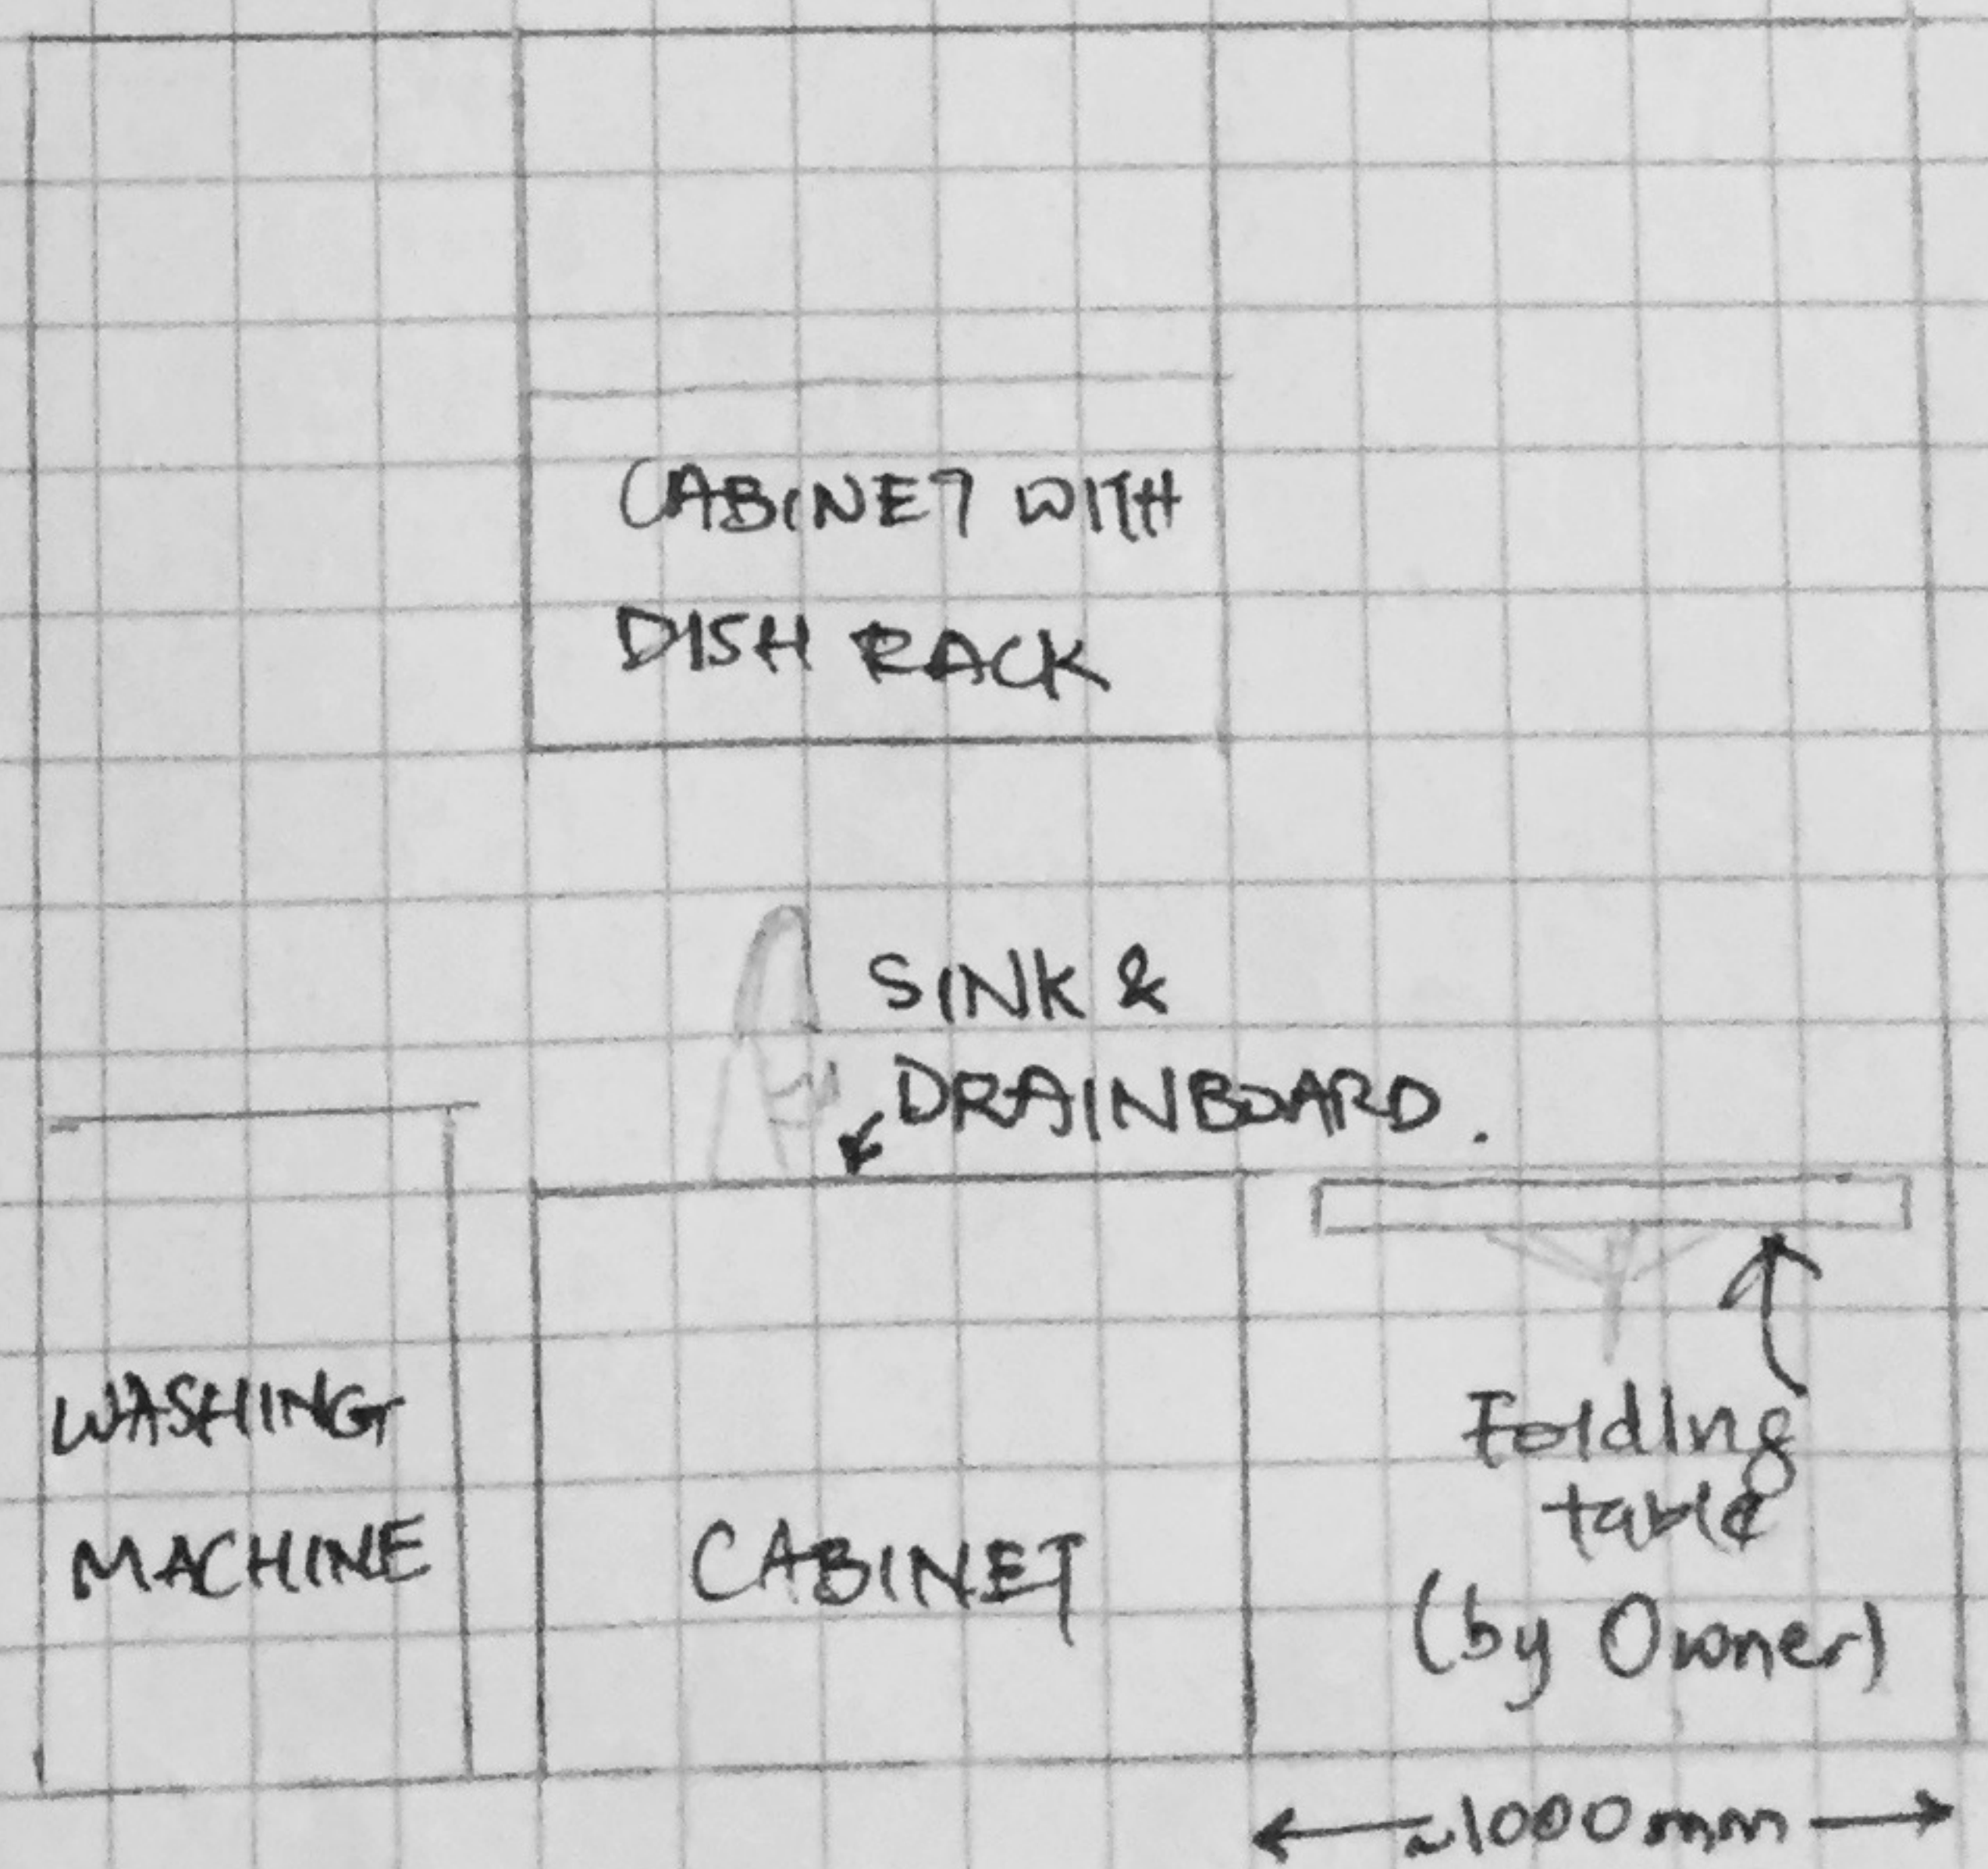 CABINET WITH
DISH RACK
SINK &
DRAINBOARD.
WASHING
MACHINE
CABINET
Folding
table
(by Owner)
~1000mm